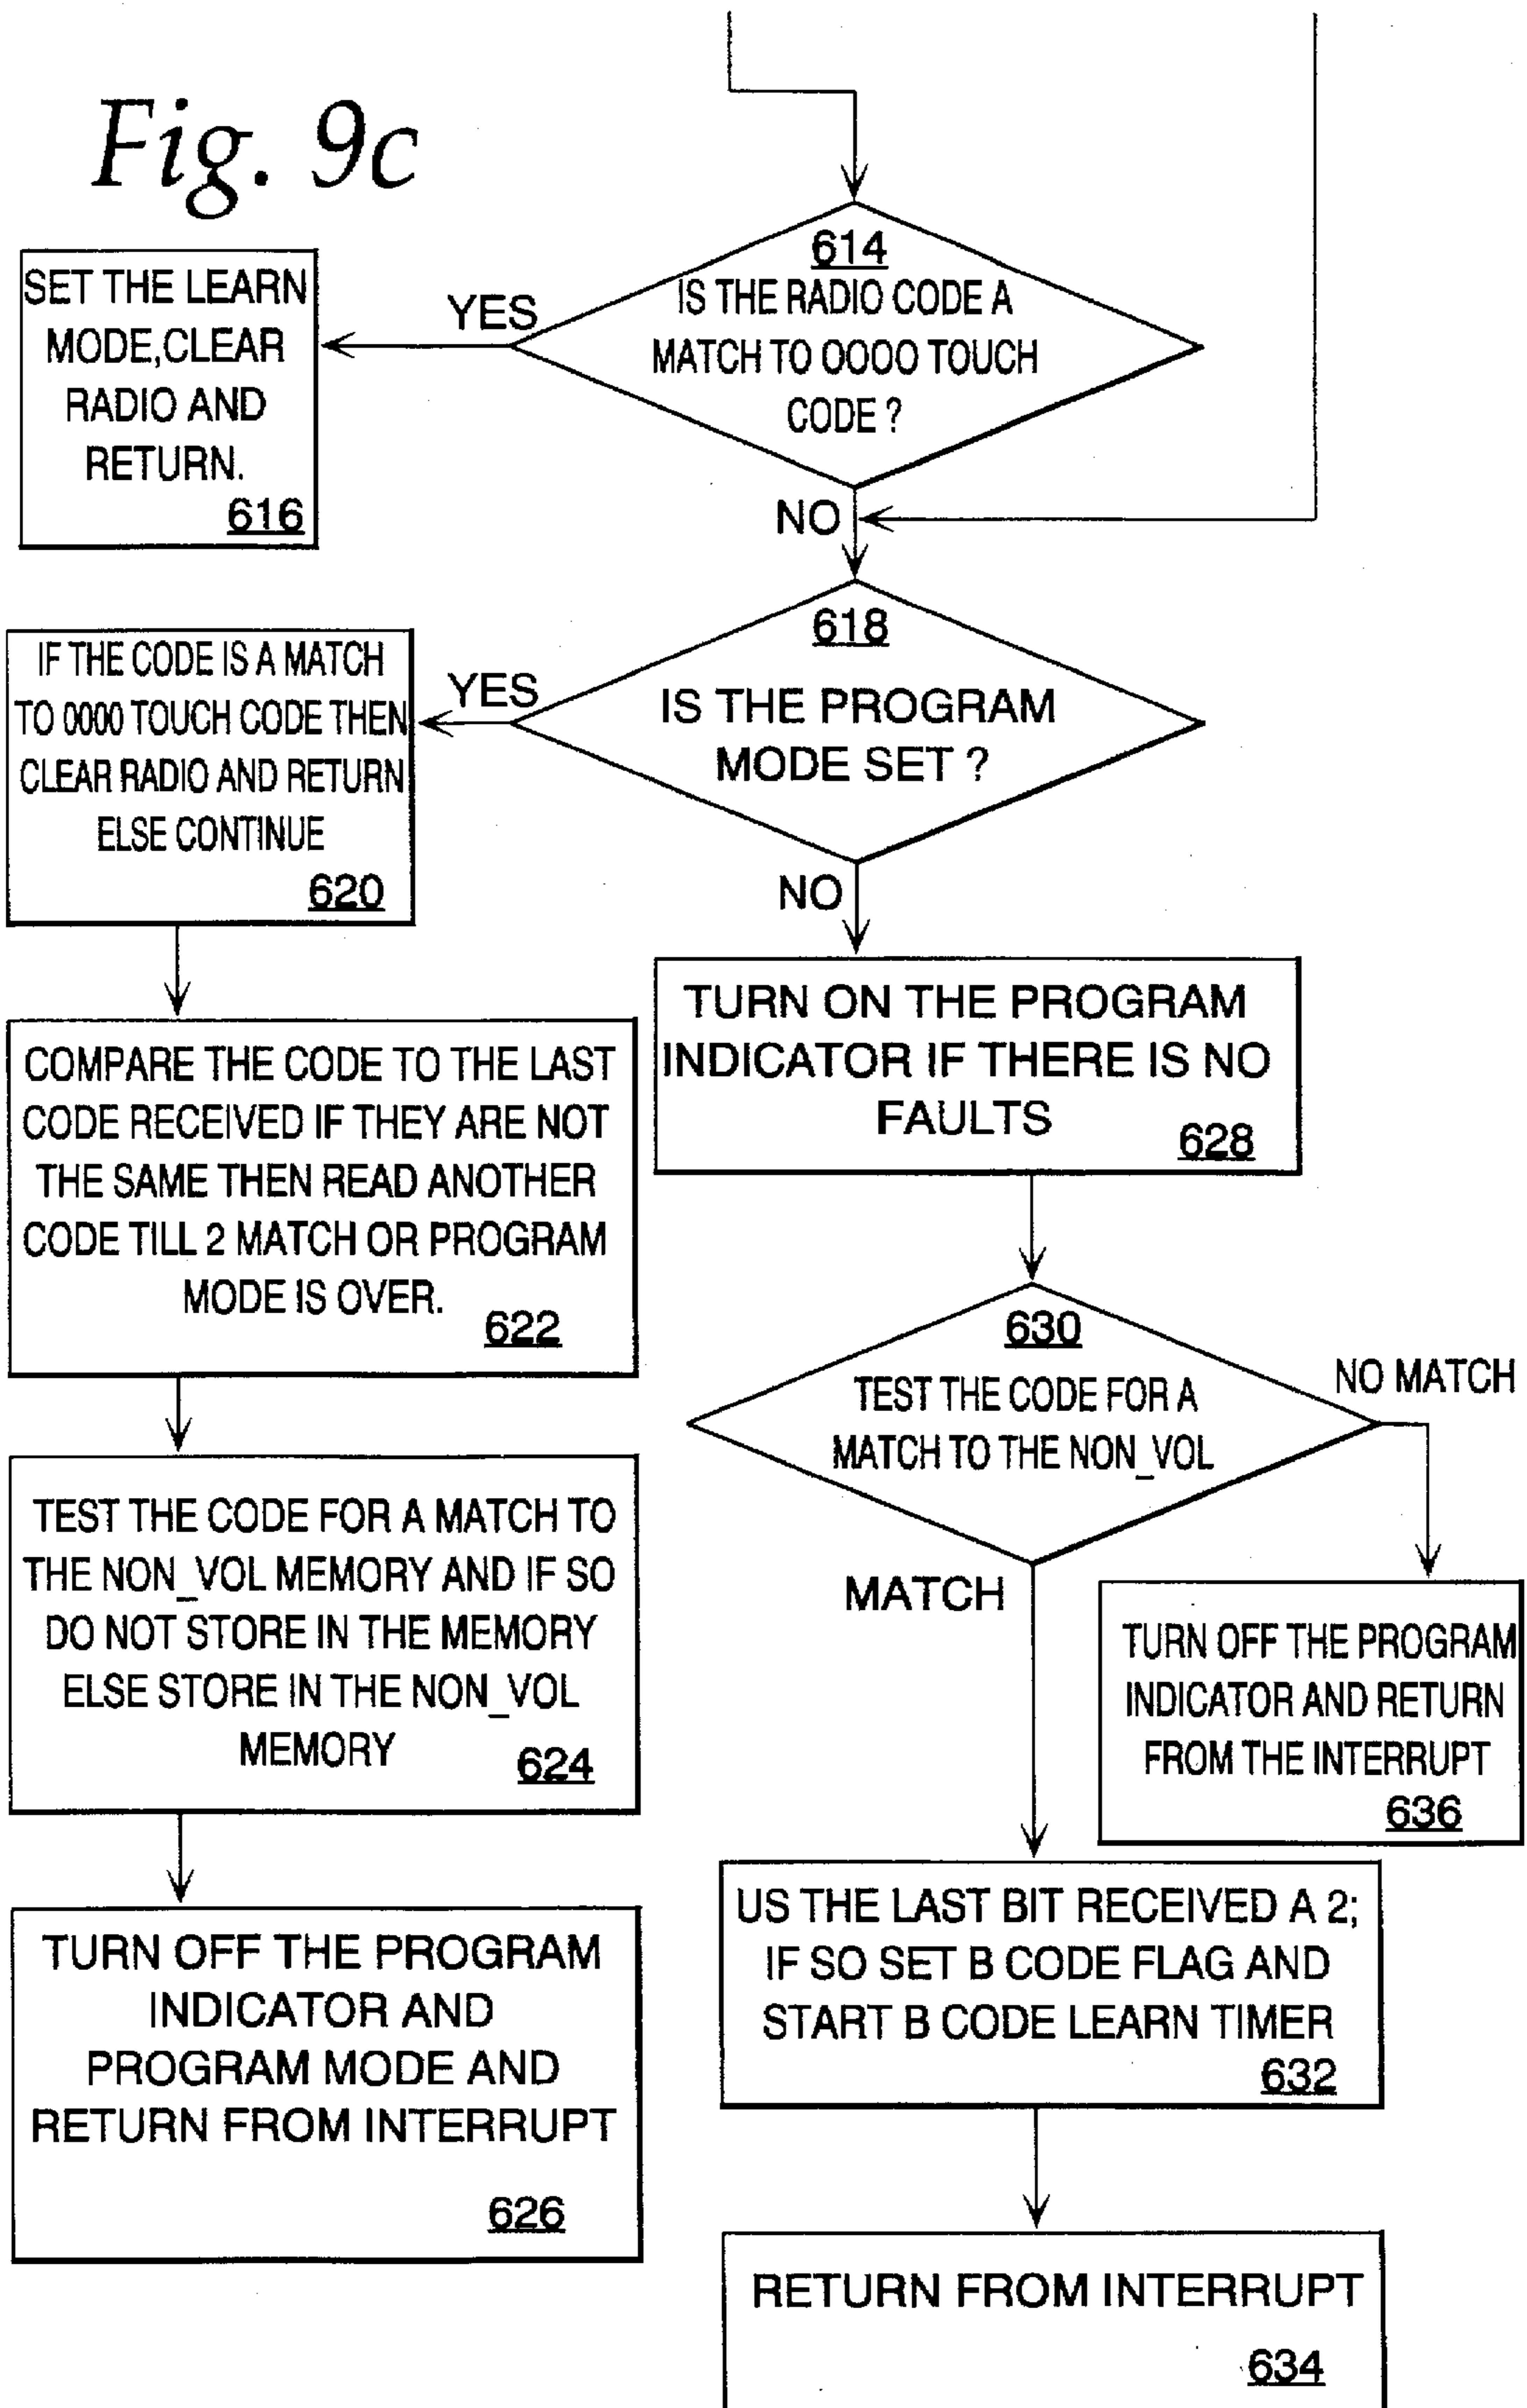 Fig. 9c
614
IS THE RADIO CODE A
MATCH TO 0000 TOUCH
CODE ?
YES
SET THE LEARN
MODE,CLEAR
RADIO AND
RETURN.
616
NO
618
IS THE PROGRAM
MODE SET ?
YES
IF THE CODE IS A MATCH
TO 0000 TOUCH CODE THEN
CLEAR RADIO AND RETURN
ELSE CONTINUE
620
NO
COMPARE THE CODE TO THE LAST
CODE RECEIVED IF THEY ARE NOT
THE SAME THEN READ ANOTHER
CODE TILL 2 MATCH OR PROGRAM
MODE IS OVER.
622
TEST THE CODE FOR A MATCH TO
THE NON_VOL MEMORY AND IF SO
DO NOT STORE IN THE MEMORY
ELSE STORE IN THE NON_VOL
MEMORY
624
TURN OFF THE PROGRAM
INDICATOR AND
PROGRAM MODE AND
RETURN FROM INTERRUPT
626
TURN ON THE PROGRAM
INDICATOR IF THERE IS NO
FAULTS
628
630
TEST THE CODE FOR A
MATCH TO THE NON_VOL
NO MATCH
MATCH
TURN OFF THE PROGRAM
INDICATOR AND RETURN
FROM THE INTERRUPT
636
US THE LAST BIT RECEIVED A 2;
IF SO SET B CODE FLAG AND
START B CODE LEARN TIMER
632
RETURN FROM INTERRUPT
634